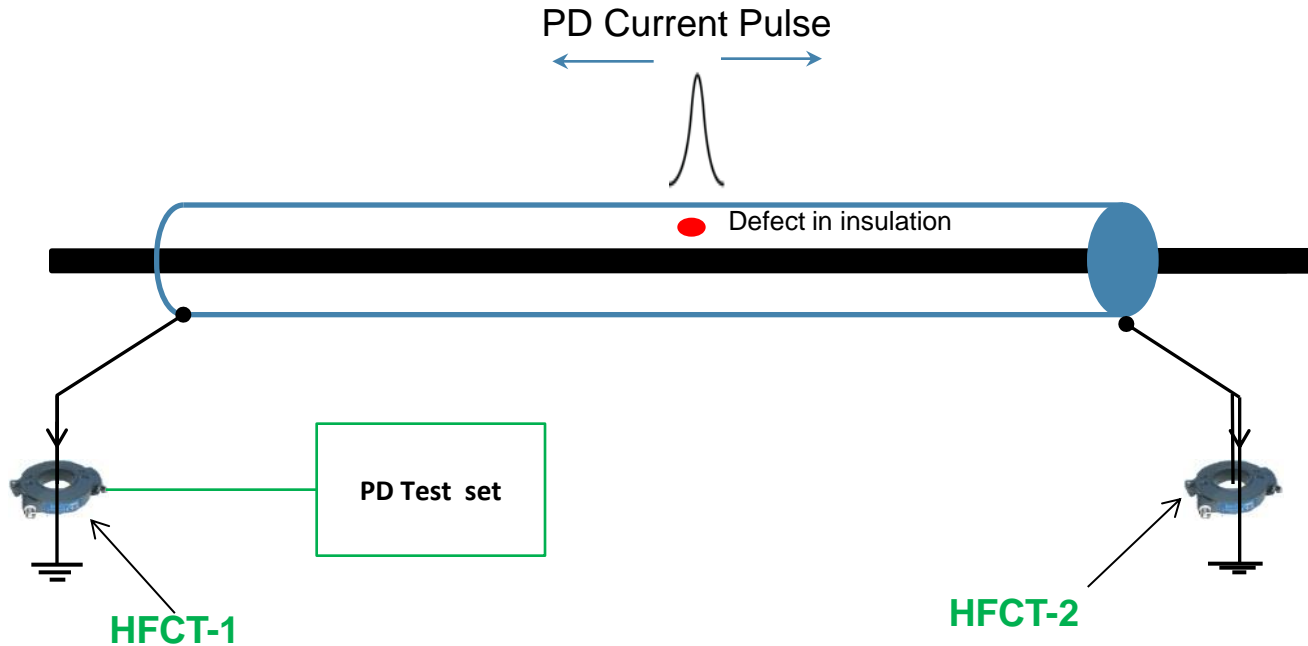 PD Current Pulse
Defect in insulation
PD Test set
HFCT-1
HFCT-2